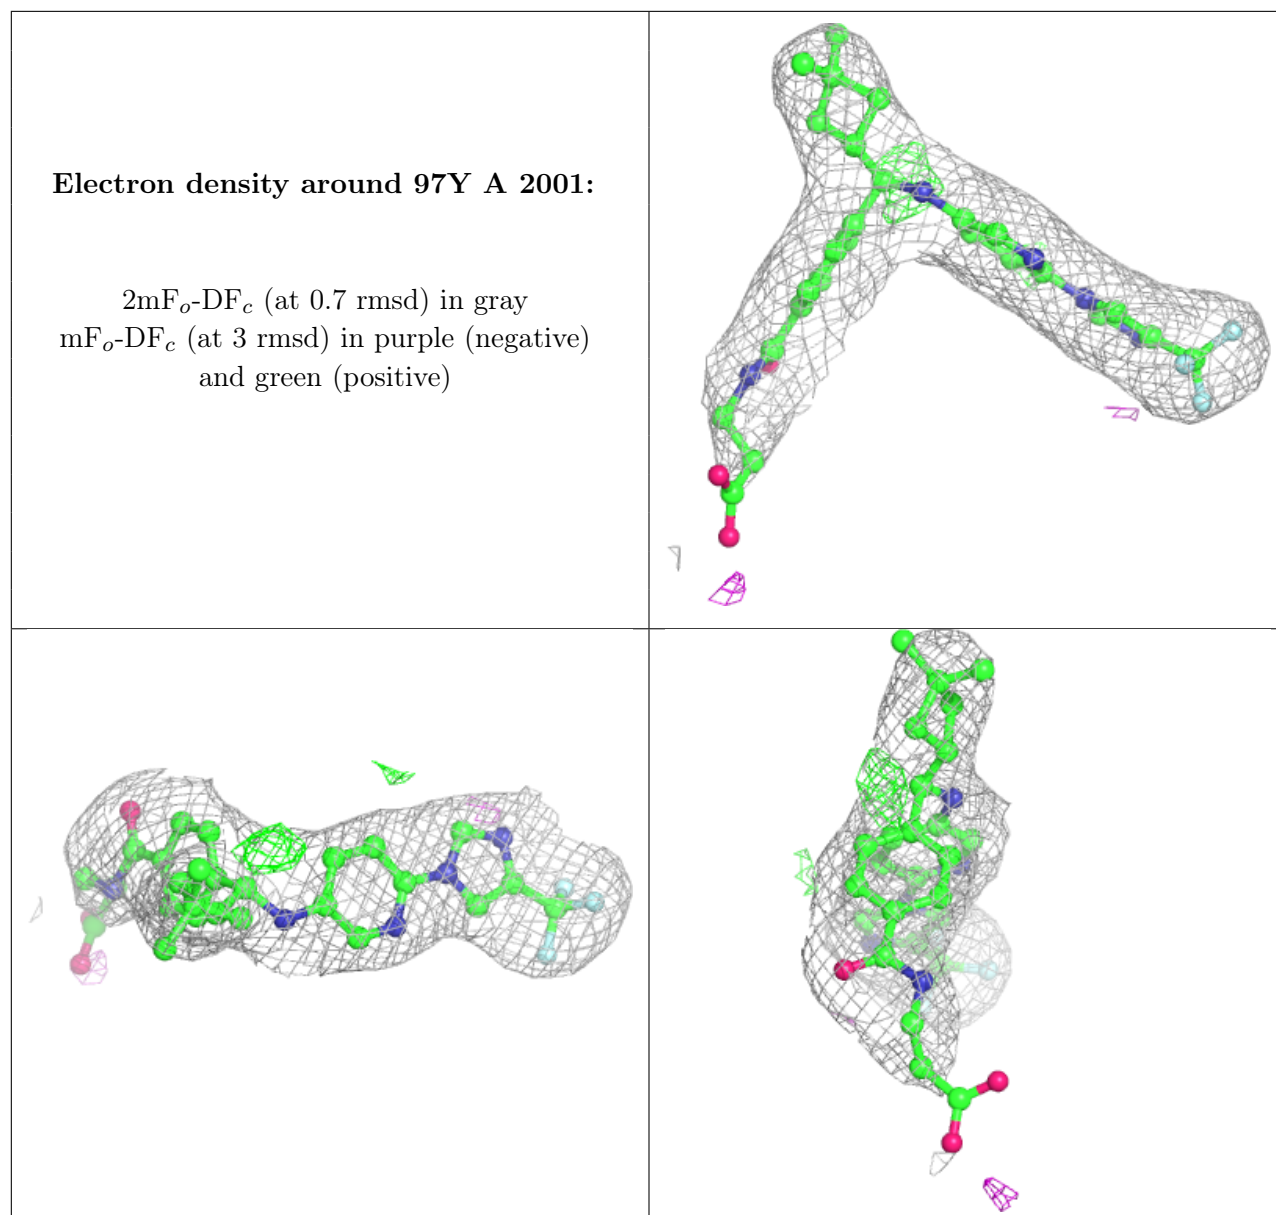 Electron density around 97Y A 2001:
2mFo-DFc (at 0.7 rmsd) in gray
mFo-DFc (at 3 rmsd) in purple (negative)
and green (positive)